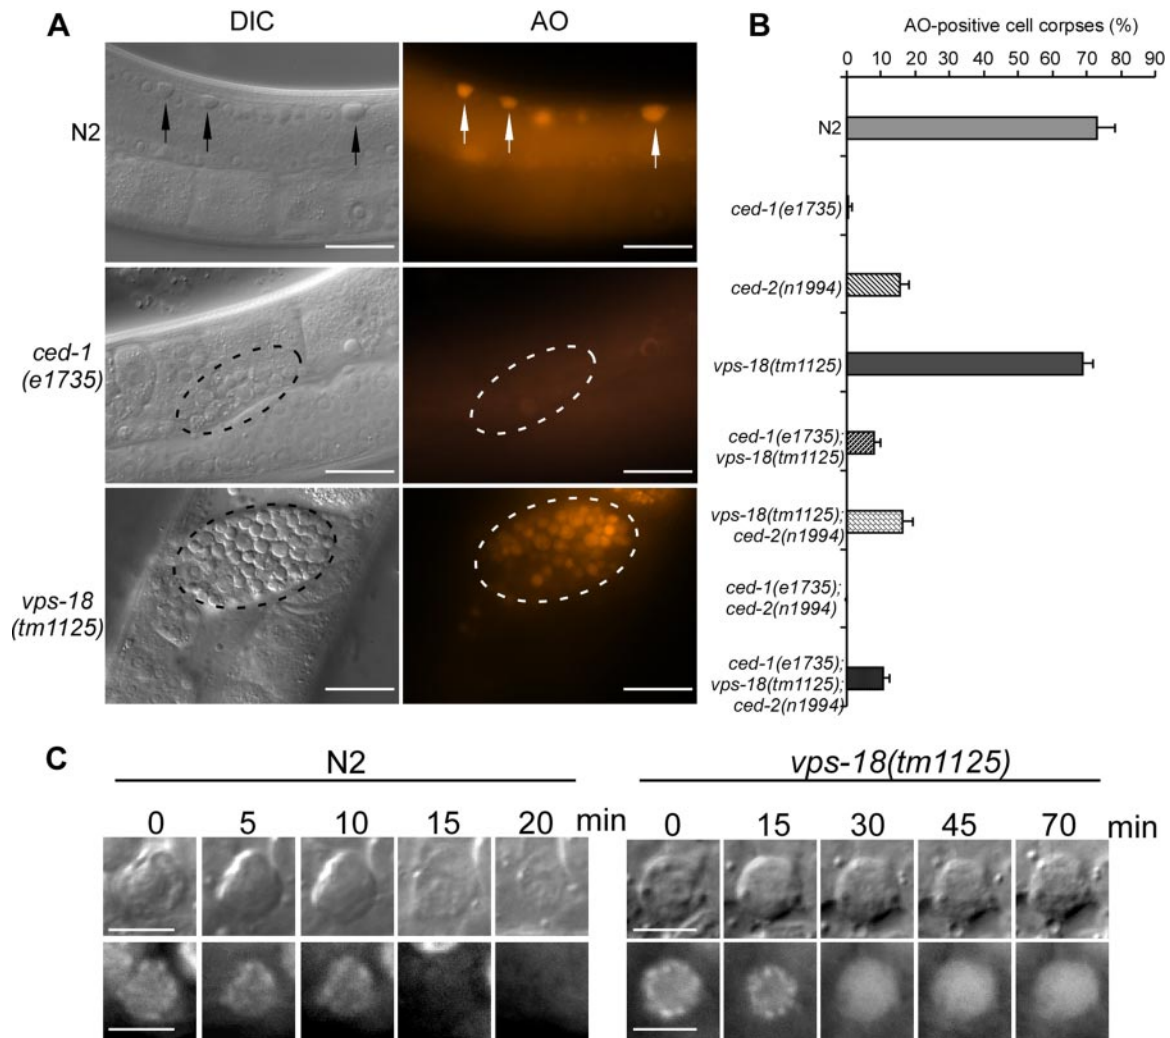 A
DIC
AO
N2
ced-1
(e1735)
vps-18
(tm1125)
B
AO-positive cell corpses (%)
0 10 20 30 40 50 60 70 80 90
N2
ced-1(e1735)
ced-2(n1994)
vps-18(tm1125)
ced-1(e1735);
vps-18(tm1125)
vps-18(tm1125);
ced-2(n1994)
ced-1(e1735);
ced-2(n1994)
ced-1(e1735);
vps-18(tm1125);
ced-2(n1994)
C
N2
0 5 10 15 20 min
vps-18(tm1125)
0 15 30 45 70 min